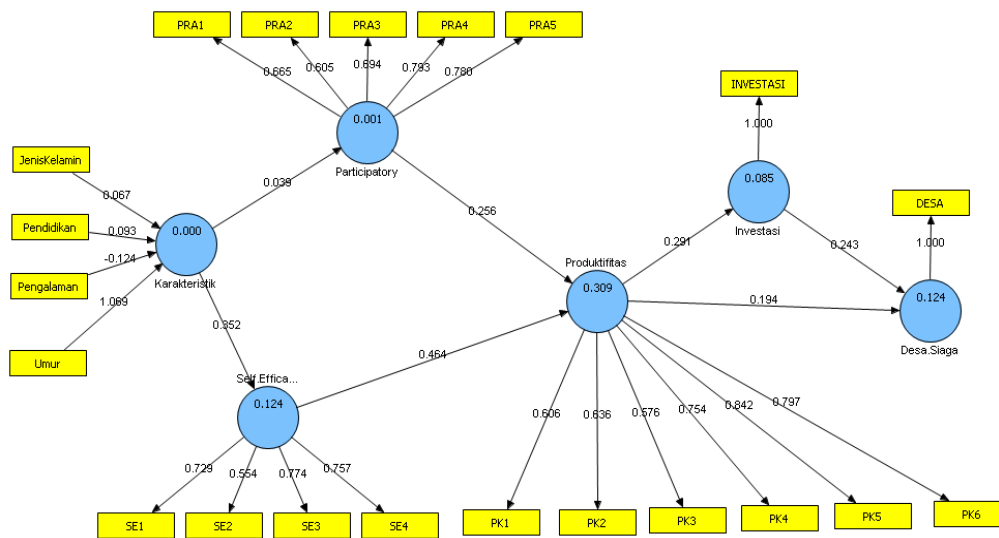 PRA1
PRA2
PRA3
PRA4
PRA5
0.665
0.605
0.694
0.793
0.780
INVESTASI
1.000
0.001
Participatory
JenisKelamin
0.067
0.039
0.085
Investasi
DESA
1.000
Pendidikan
0.093
0.000
Karakteristik
0.256
0.291
0.243
Pengalaman
-0.124
Produktifitas
0.309
0.194
0.124
Desa.Siaga
1.069
Umur
0.352
0.464
Self.Effica...
0.124
0.729
0.554
0.774
0.757
0.606
0.636
0.576
0.754
0.842
0.797
SE1
SE2
SE3
SE4
PK1
PK2
PK3
PK4
PK5
PK6